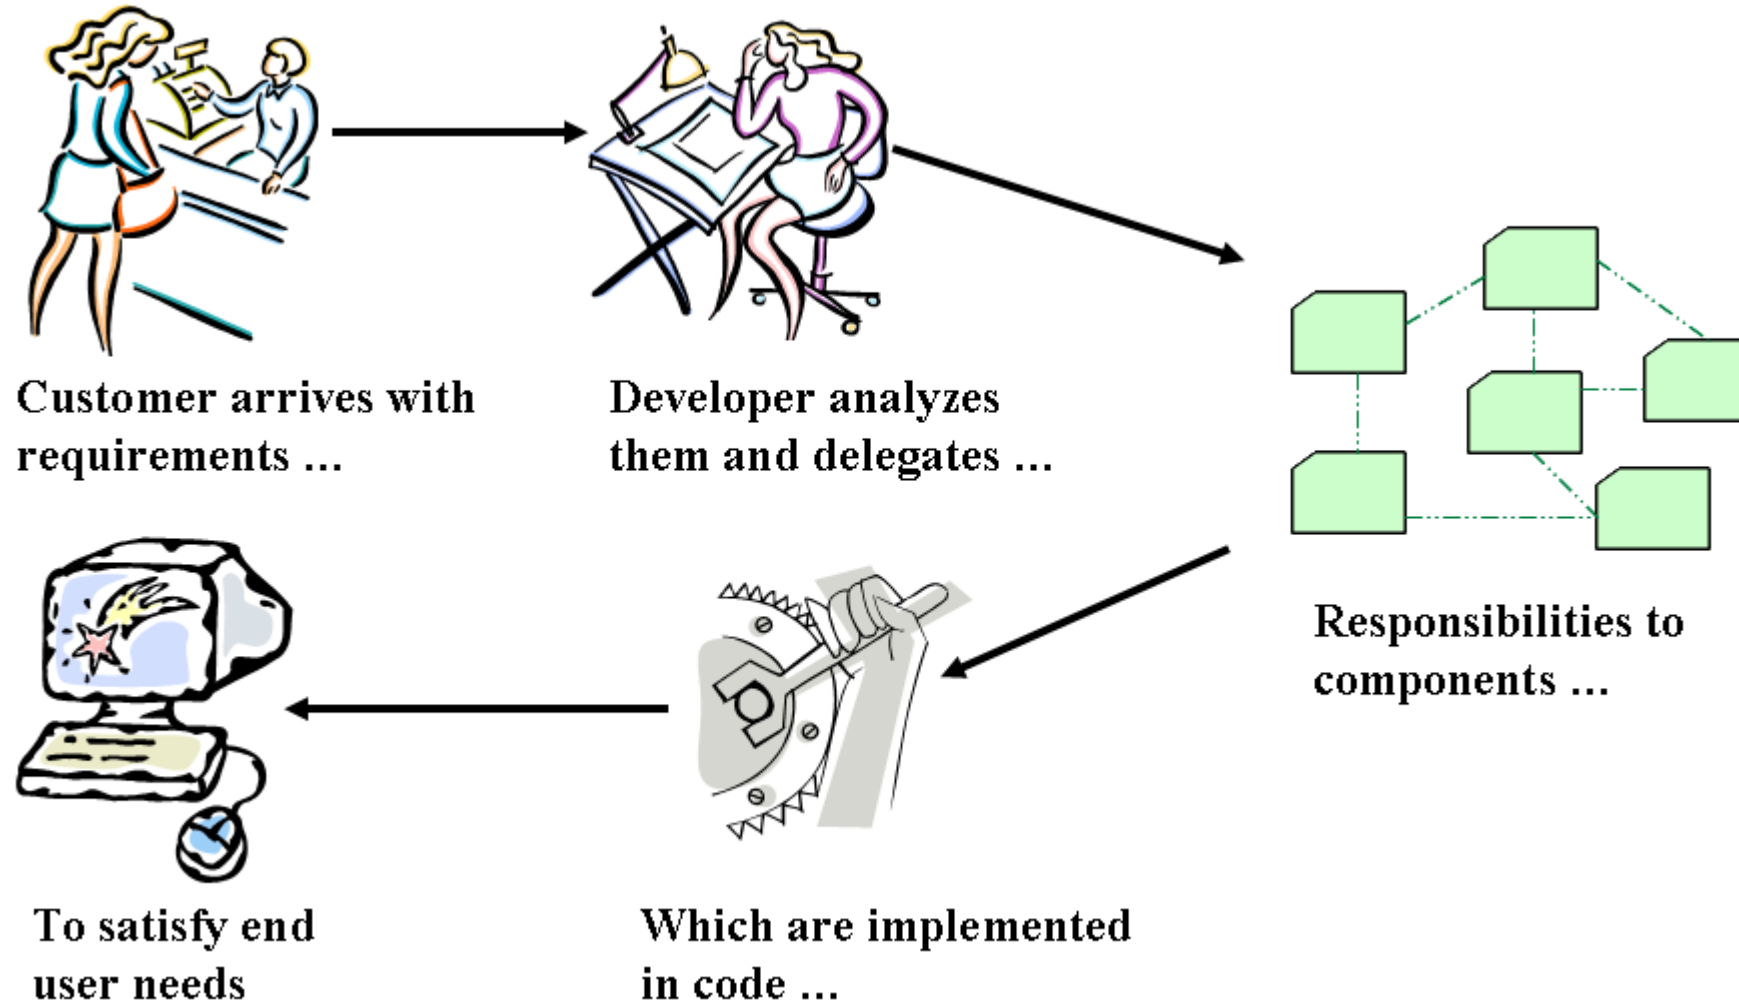 Customer arrives with
requirements ...
Developer analyzes
them and delegates ...
Responsibilities to
components ...
Which are implemented
in code ...
To satisfy end
user needs